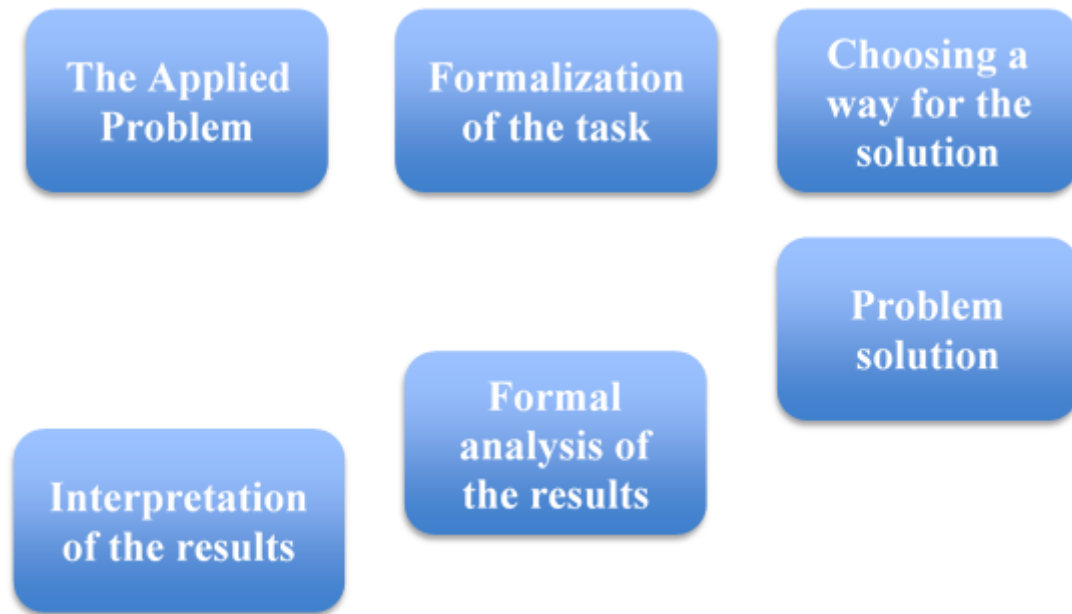 The Applied
Problem
Formalization
of the task
Choosing a
way for the
solution
Problem
solution
Formal
analysis of
the results
Interpretation
of the results